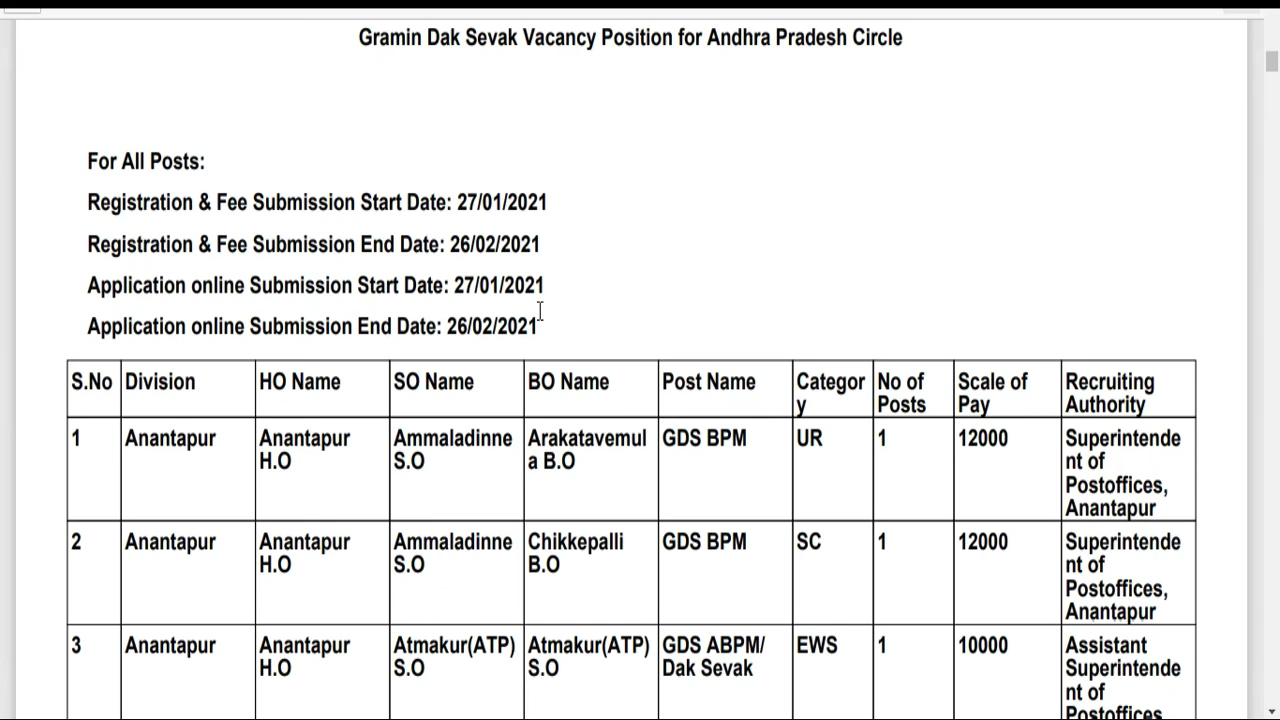 Gramin Dak Sevak Vacancy Position for Andhra Pradesh Circle
For All Posts:
Registration & Fee Submission Start Date: 27/01/2021
Registration & Fee Submission End Date: 26/02/2021
Application online Submission Start Date: 27/01/2021
Application online Submission End Date: 26/02/2021
S.No Division HO Name SO Name BO Name Post Name Categor No of Scale of Recruiting
y Posts Pay Authority
1 Anantapur Anantapur Ammaladinne Arakatavemul GDS BPM UR 1 12000 Superintende
H.O S.O a B.O nt of
Postoffices,
Anantapur
2 Anantapur Anantapur Ammaladinne Chikkepalli GDS BPM SC 1 12000 Superintende
H.O S.O B.O nt of
Postoffices,
Anantapur
3 Anantapur Anantapur Atmakur(ATP) Atmakur(ATP) GDS ABPM/ EWS 1 10000 Assistant
H.O S.O S.O Dak Sevak Superintende
nt of
Postoffices